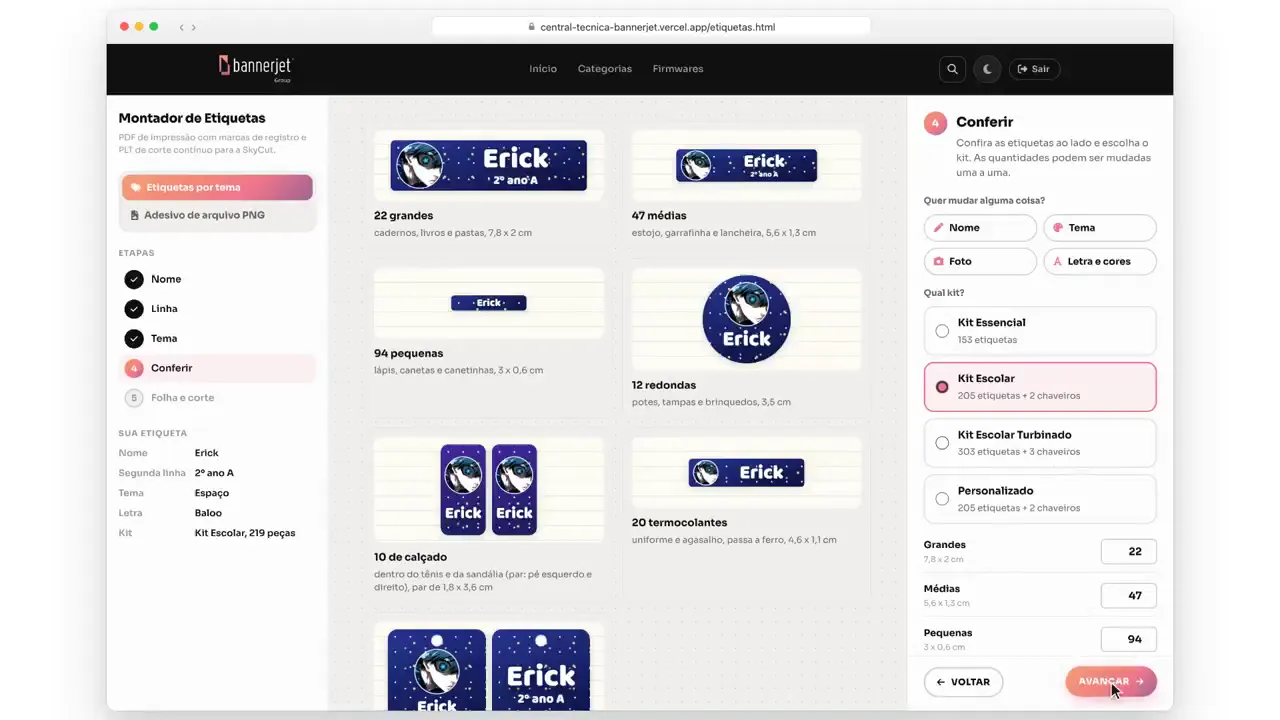 central-tecnica-bannerjet.vercel.app/etiquetas.html
bannerjet
Group
Início
Categorias
Firmwares
Sair
Montador de Etiquetas
PDF de impressão com marcas de registro e
PLT de corte contínuo para a SkyCut.
Etiquetas por tema
Adesivo de arquivo PNG
ETAPAS
Nome
Linha
Tema
4 Conferir
5 Folha e corte
SUA ETIQUETA
Nome Erick
Segunda linha 2º ano A
Tema Espaço
Letra Baloo
Kit Kit Escolar, 219 peças
Erick
2º ano A
22 grandes
cadernos, livros e pastas, 7,8 x 2 cm
Erick
2º ano A
47 médias
estojo, garrafinha e lancheira, 5,6 x 1,3 cm
Erick
94 pequenas
lápis, canetas e canetinhas, 3 x 0,6 cm
Erick
12 redondas
potes, tampas e brinquedos, 3,5 cm
Erick Erick
10 de calçado
dentro do tênis e da sandália (par: pé esquerdo e
direito), par de 1,8 x 3,6 cm
Erick
20 termocolantes
uniforme e agasalho, passa a ferro, 4,6 x 1,1 cm
Erick
Erick
2º ano A
4 Conferir
Confira as etiquetas ao lado e escolha o
kit. As quantidades podem ser mudadas
uma a uma.
Quer mudar alguma coisa?
Nome
Tema
Foto
A Letra e cores
Qual kit?
Kit Essencial
153 etiquetas
Kit Escolar
205 etiquetas + 2 chaveiros
Kit Escolar Turbinado
303 etiquetas + 3 chaveiros
Personalizado
205 etiquetas + 2 chaveiros
Grandes
7,8 x 2 cm
22
Médias
5,6 x 1,3 cm
47
Pequenas
3 x 0,6 cm
94
← VOLTAR
AVANÇAR →